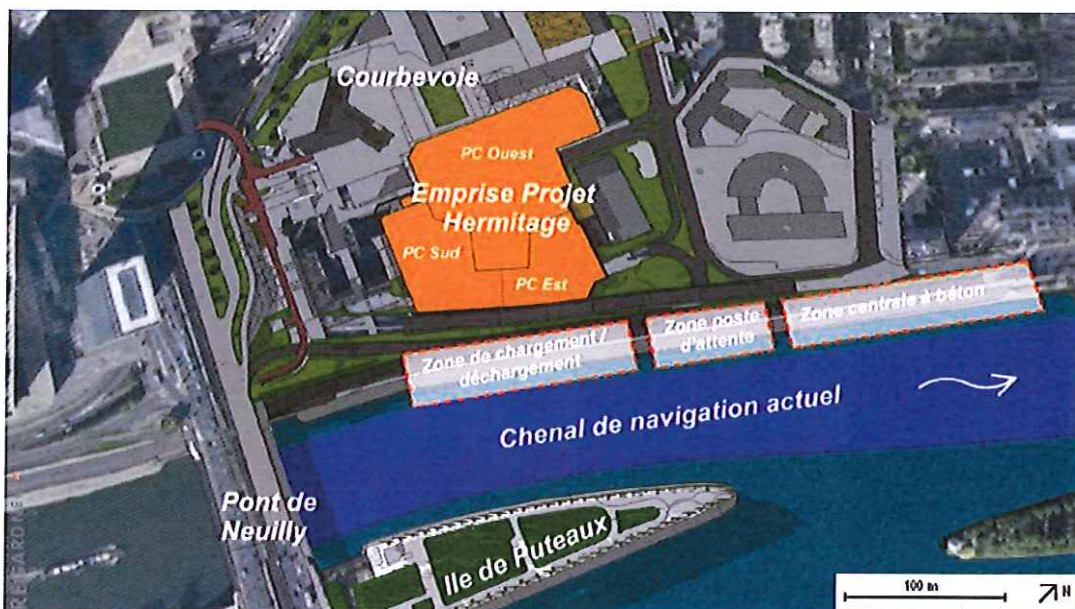 Courbevoie
PC Ouest
Emprise Projet
Hermitage
PC Sud
PC Est
Zone de chargement /
déchargement
Zone poste
d'attente
Zone centrale à béton
Chenal de navigation actuel
Pont de
Neuilly
Ile de Puteaux
100 m
N